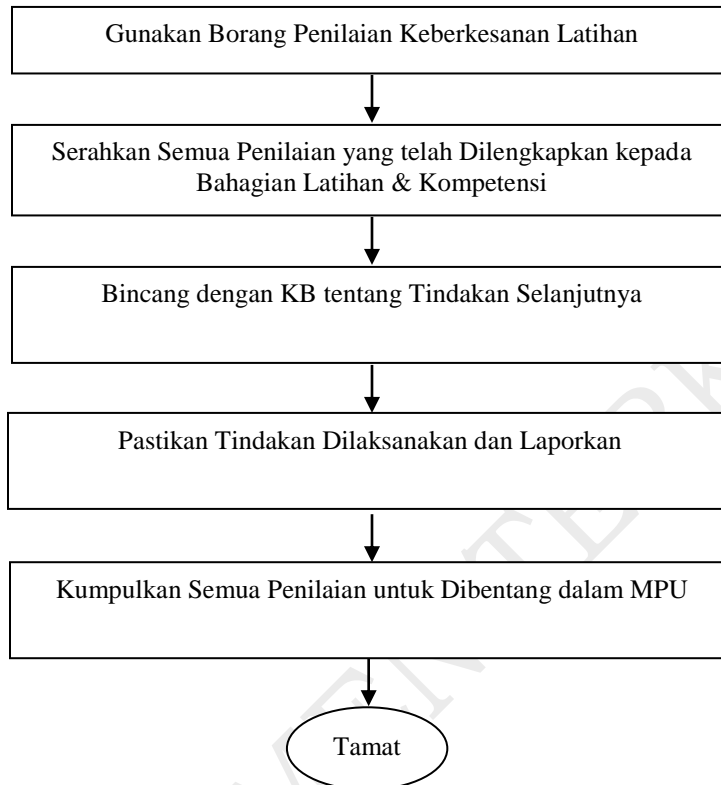 Gunakan Borang Penilaian Keberkesanan Latihan
Serahkan Semua Penilaian yang telah Dilengkapkan kepada
Bahagian Latihan & Kompetensi
Bincang dengan KB tentang Tindakan Selanjutnya
Pastikan Tindakan Dilaksanakan dan Laporkan
Kumpulkan Semua Penilaian untuk Dibentang dalam MPU
Tamat